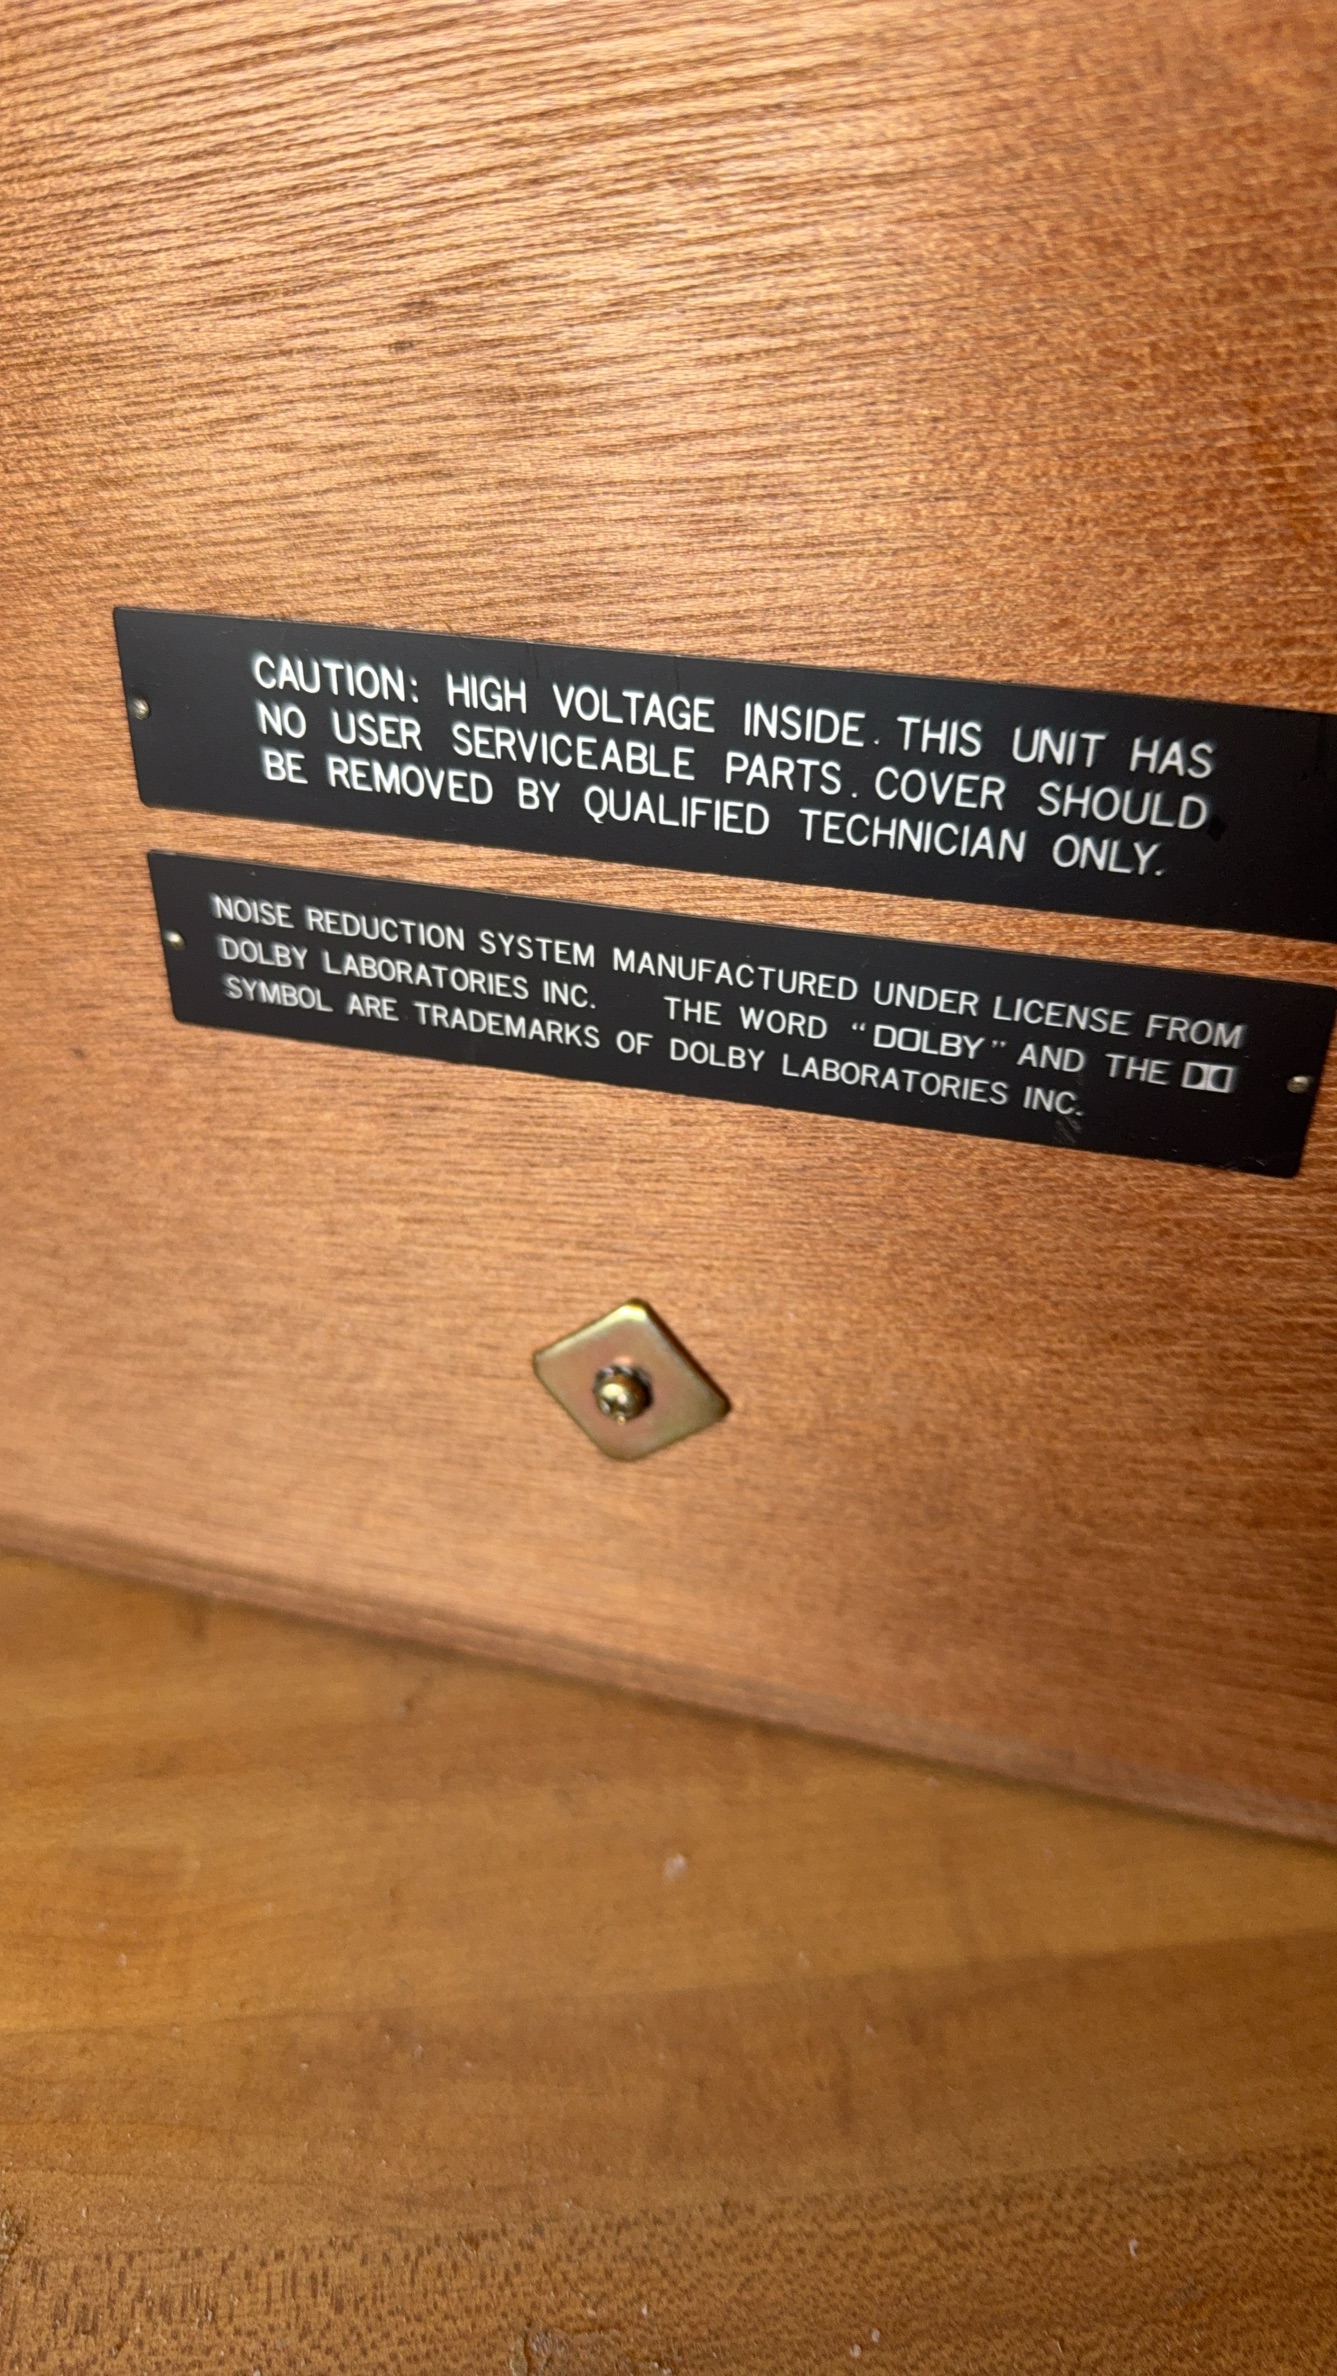 CAUTION: HIGH VOLTAGE INSIDE. THIS UNIT HAS
NO USER SERVICEABLE PARTS. COVER SHOULD
BE REMOVED BY QUALIFIED TECHNICIAN ONLY.
NOISE REDUCTION SYSTEM MANUFACTURED UNDER LICENSE FROM
DOLBY LABORATORIES INC. THE WORD "DOLBY" AND THE
SYMBOL ARE TRADEMARKS OF DOLBY LABORATORIES INC.